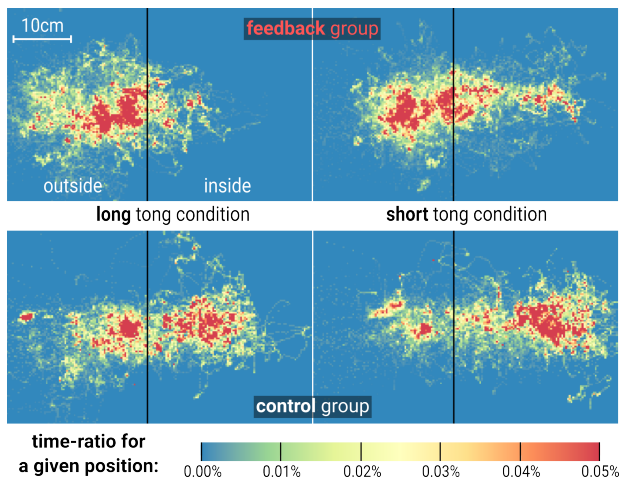 10cm
feedback group
outside
inside
long tong condition
short tong condition
control group
time-ratio for
a given position:
0.00%
0.01%
0.02%
0.03%
0.04%
0.05%